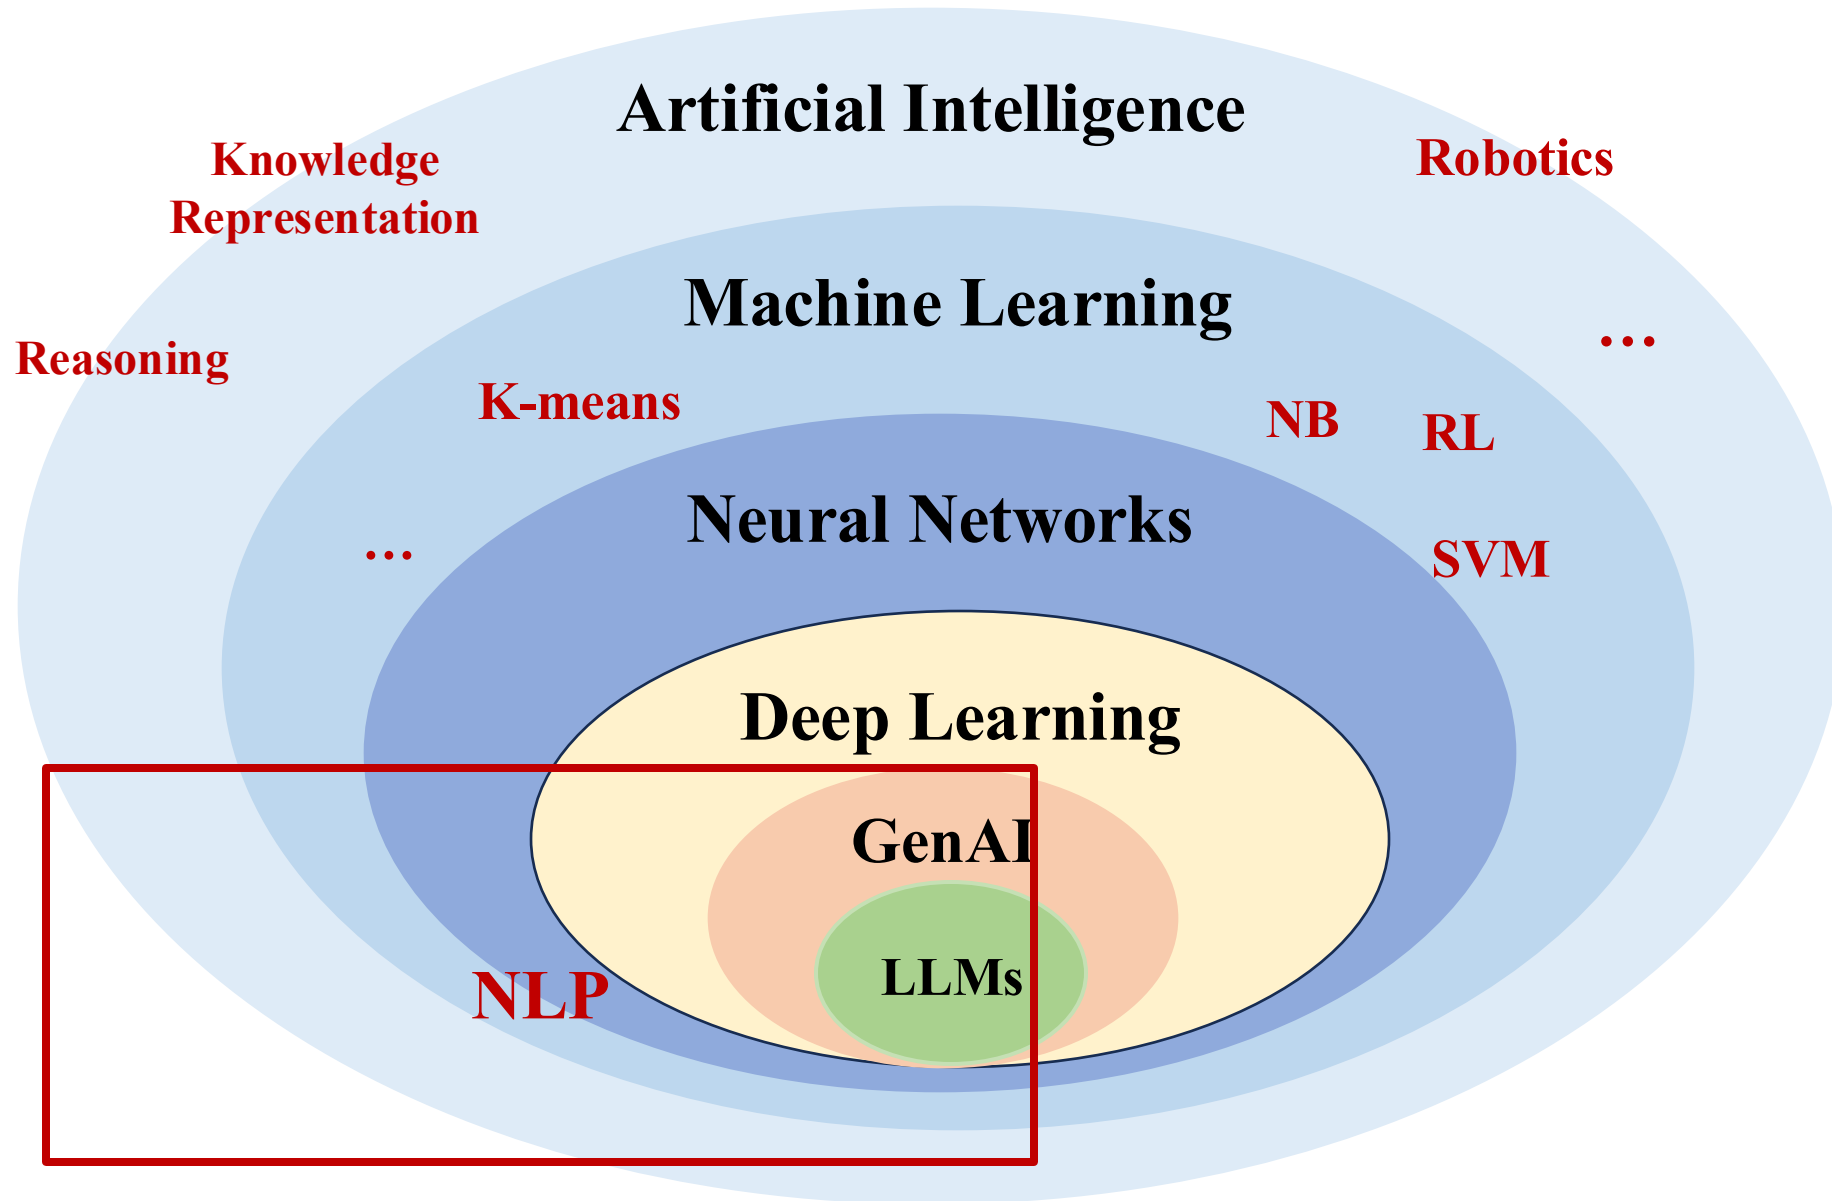 Artificial Intelligence
Knowledge
Representation
Robotics
Machine Learning
...
Reasoning
K-means
NB
RL
Neural Networks
...
SVM
Deep Learning
GenAI
LLMs
NLP